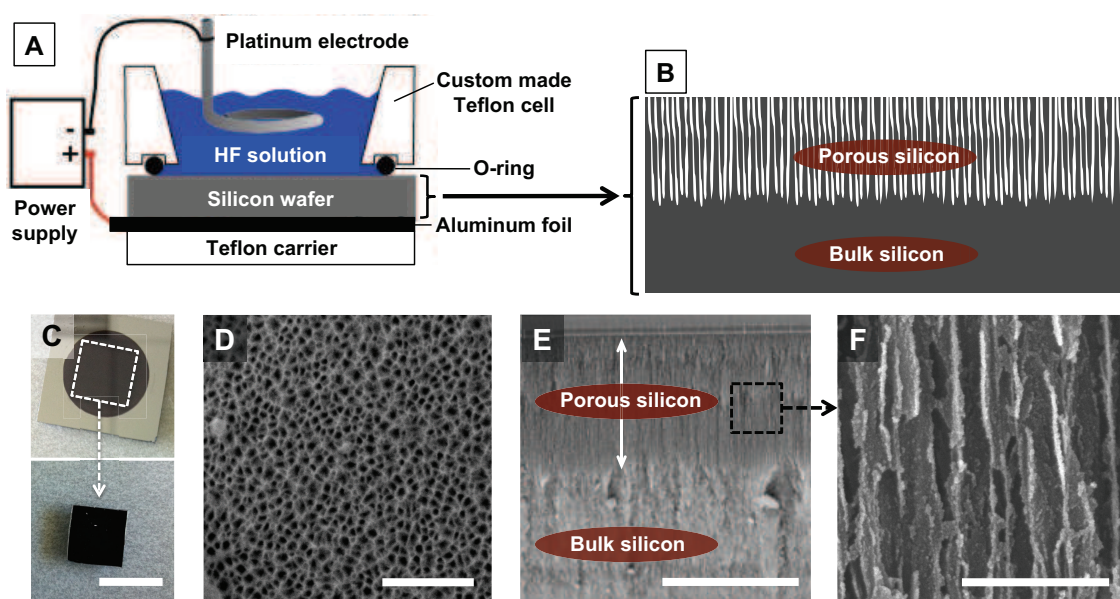 A
Platinum electrode
Custom made
Teflon cell
-
+
HF solution
O-ring
Silicon wafer
Power
supply
Aluminum foil
Teflon carrier
B
Porous silicon
Bulk silicon
C
D
E
Porous silicon
Bulk silicon
F